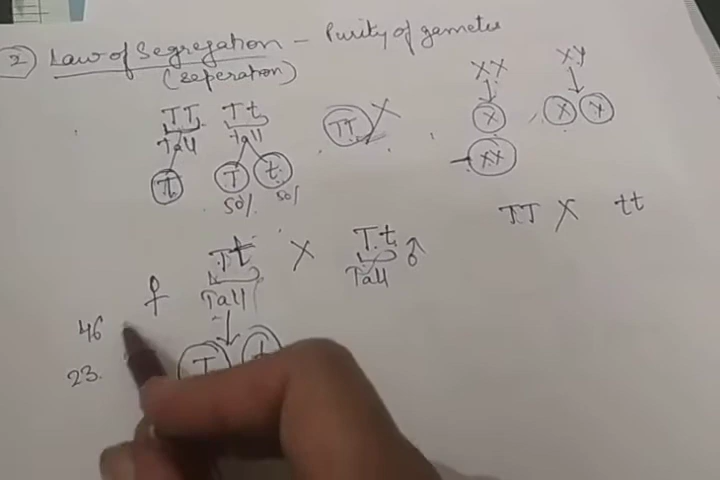 2) Law of Segregation – Purity of gametes
(seperation)
XX XY
TT Tt TT X
Tall Tall
X X Y
XX
T T t
50% 50%
TT X tt
Tt X Tt
Tall Tall
46
23
T t